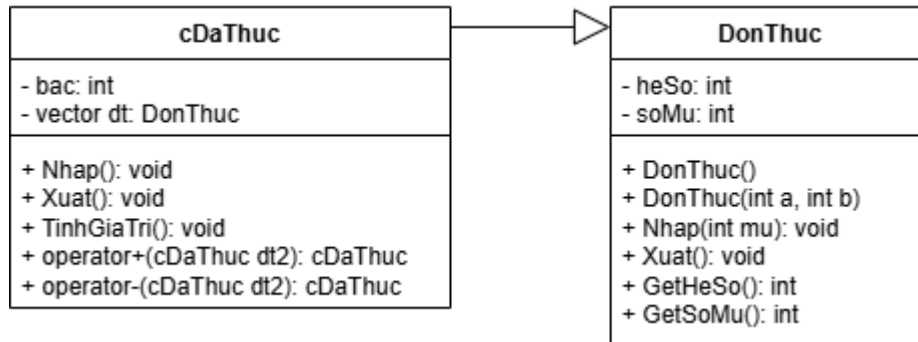 cDaThuc
- bac: int
- vector dt: DonThuc
+ Nhap(): void
+ Xuat(): void
+ TinhGiaTri(): void
+ operator+(cDaThuc dt2): cDaThuc
+ operator-(cDaThuc dt2): cDaThuc
DonThuc
- heSo: int
- soMu: int
+ DonThuc()
+ DonThuc(int a, int b)
+ Nhap(int mu): void
+ Xuat(): void
+ GetHeSo(): int
+ GetSoMu(): int